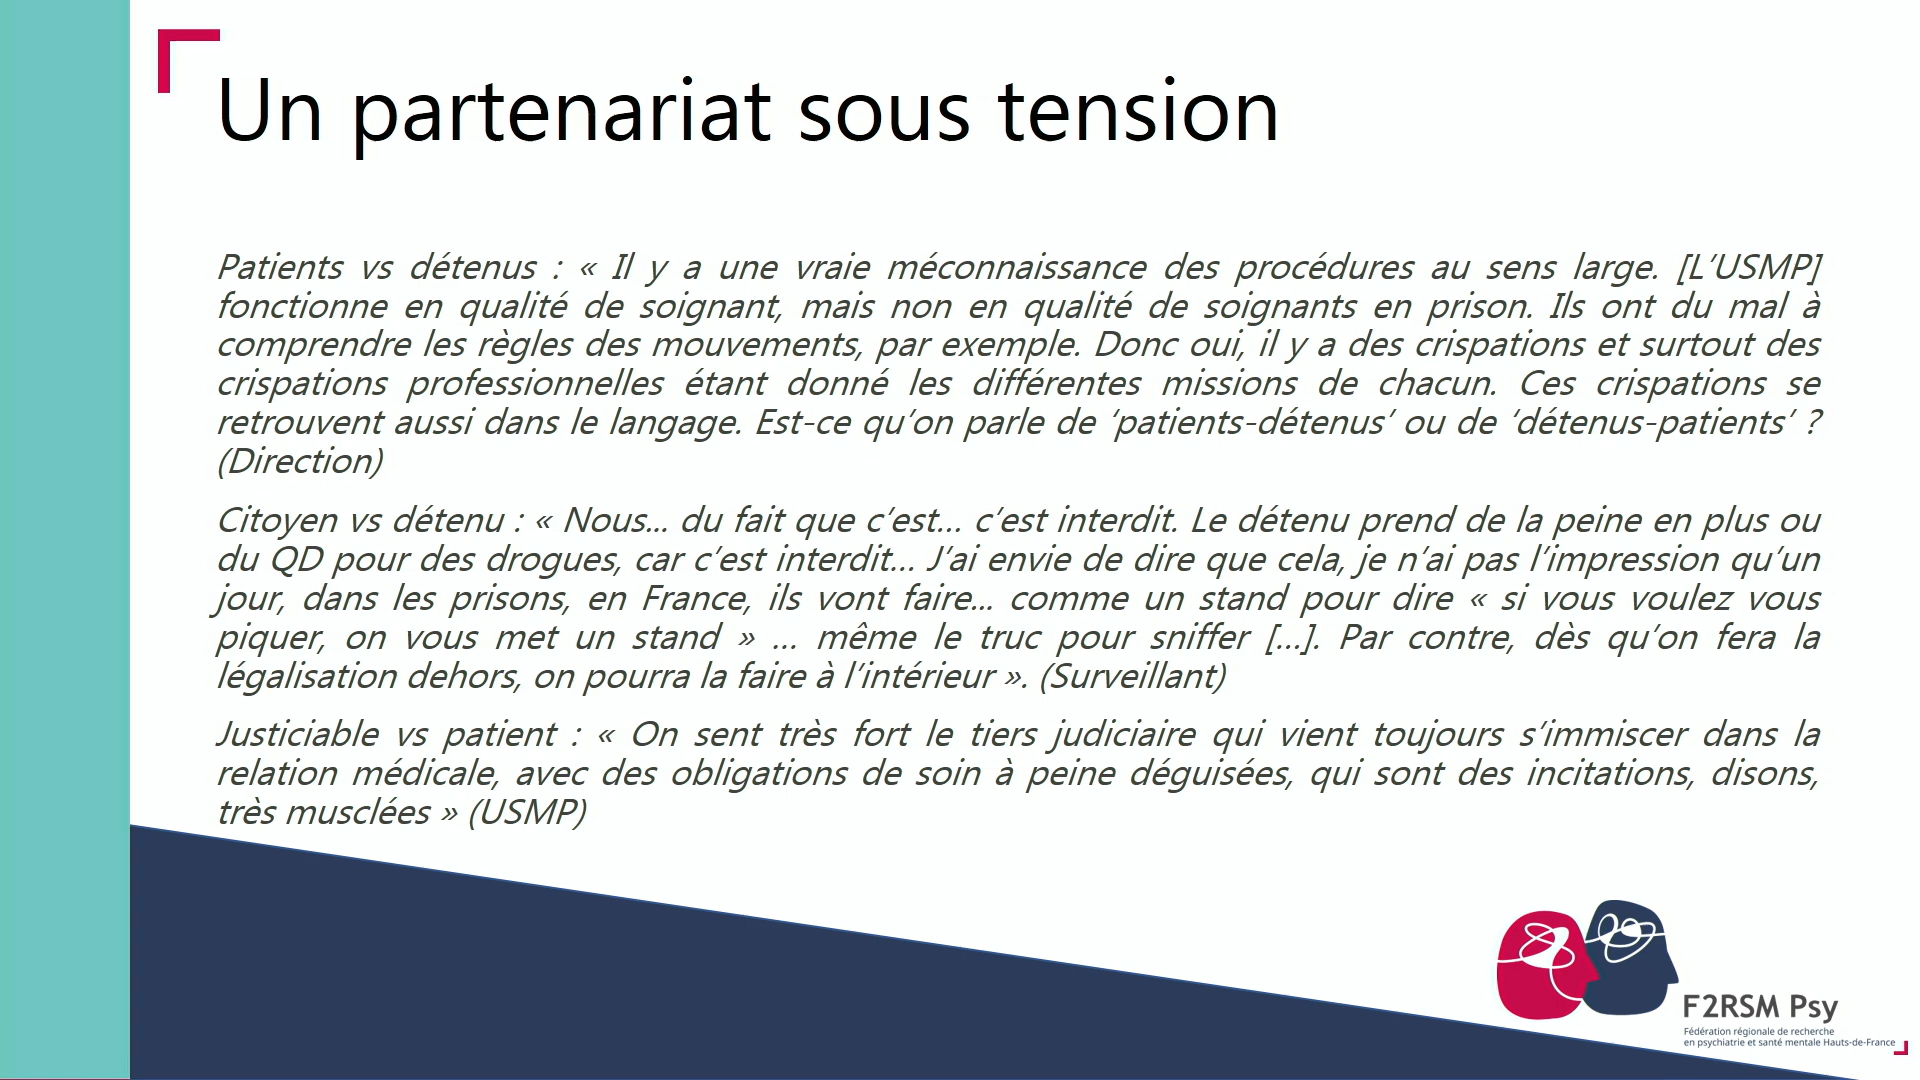 Un partenariat sous tension
Patients vs détenus : « Il y a une vraie méconnaissance des procédures au sens large. [L’USMP]
fonctionne en qualité de soignant, mais non en qualité de soignants en prison. Ils ont du mal à
comprendre les règles des mouvements, par exemple. Donc oui, il y a des crispations et surtout des
crispations professionnelles étant donné les différentes missions de chacun. Ces crispations se
retrouvent aussi dans le langage. Est-ce qu’on parle de ‘patients-détenus’ ou de ‘détenus-patients’ ?
(Direction)
Citoyen vs détenu : « Nous... du fait que c’est... c’est interdit. Le détenu prend de la peine en plus ou
du QD pour des drogues, car c’est interdit... J’ai envie de dire que cela, je n’ai pas l’impression qu’un
jour, dans les prisons, en France, ils vont faire... comme un stand pour dire « si vous voulez vous
piquer, on vous met un stand » ... même le truc pour sniffer [...]. Par contre, dès qu’on fera la
légalisation dehors, on pourra la faire à l’intérieur ». (Surveillant)
Justiciable vs patient : « On sent très fort le tiers judiciaire qui vient toujours s’immiscer dans la
relation médicale, avec des obligations de soin à peine déguisées, qui sont des incitations, disons,
très musclées » (USMP)
F2RSM Psy
Fédération régionale de recherche
en psychiatrie et santé mentale Hauts-de-France